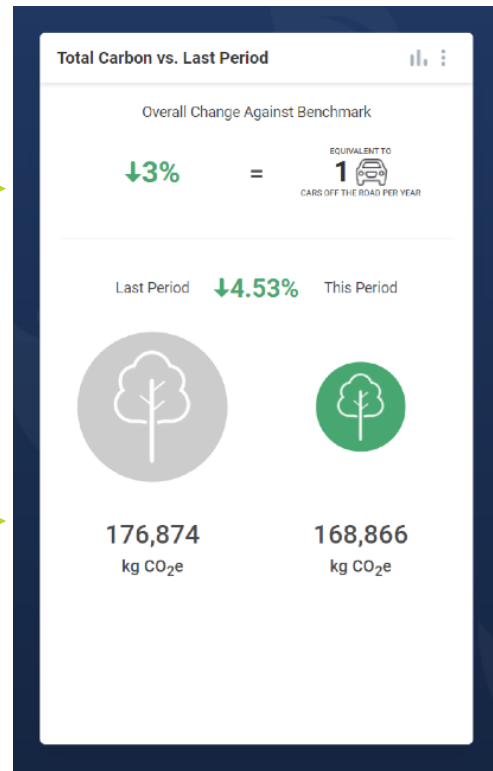 Total Carbon vs. Last Period
Overall Change Against Benchmark
↓3% = EQUIVALENT TO
1
CARS OFF THE ROAD PER YEAR
Last Period ↓4.53% This Period
176,874 168,866
kg CO₂e kg CO₂e